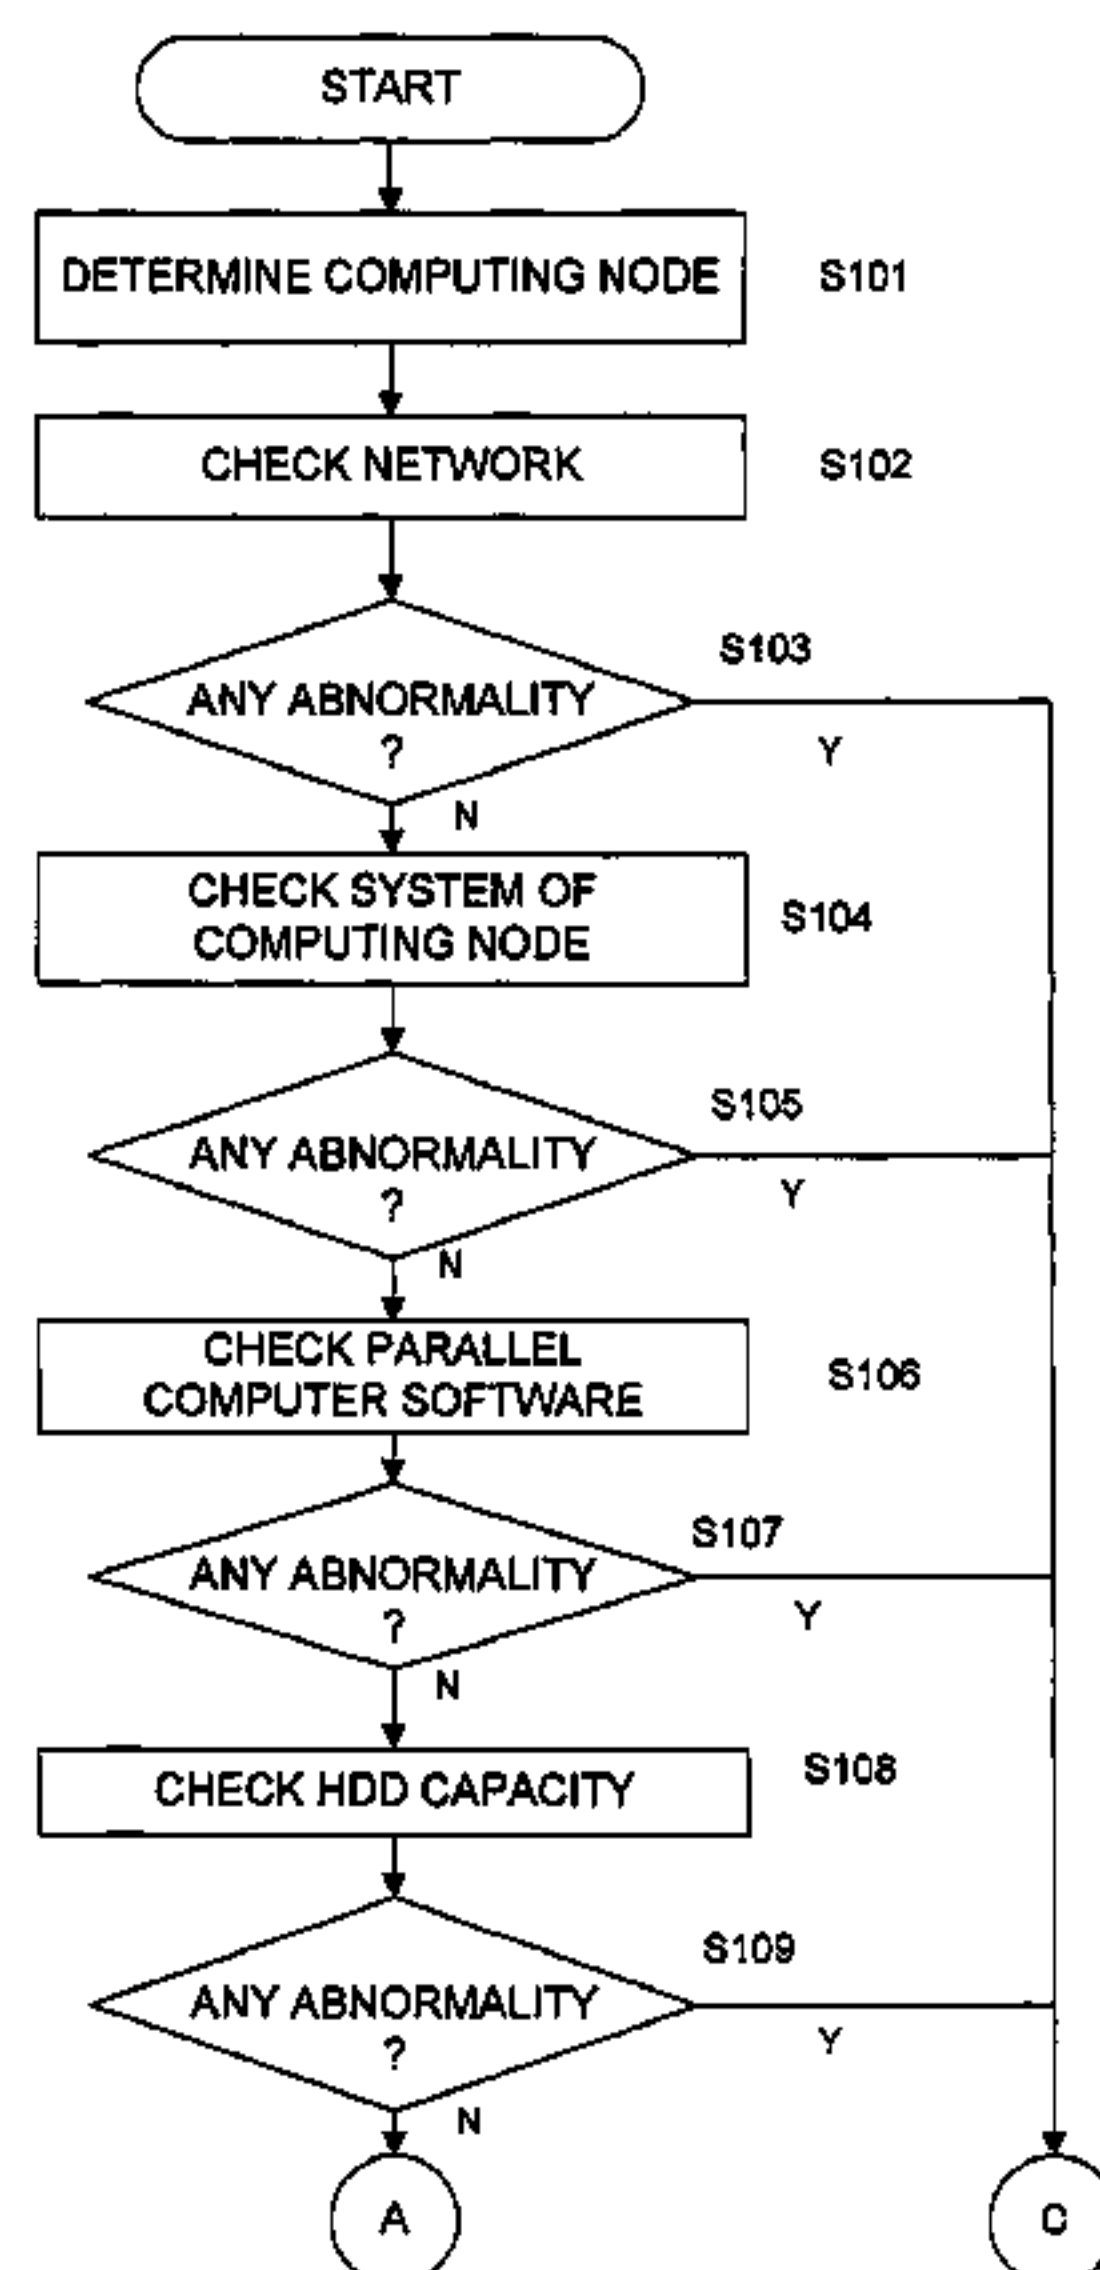 START
DETERMINE COMPUTING NODE
S101
CHECK NETWORK
S102
S103
ANY ABNORMALITY
?
Y
N
CHECK SYSTEM OF
COMPUTING NODE
S104
S105
ANY ABNORMALITY
?
Y
N
CHECK PARALLEL
COMPUTER SOFTWARE
S106
S107
ANY ABNORMALITY
?
Y
N
CHECK HDD CAPACITY
S108
S109
ANY ABNORMALITY
?
Y
N
A
C